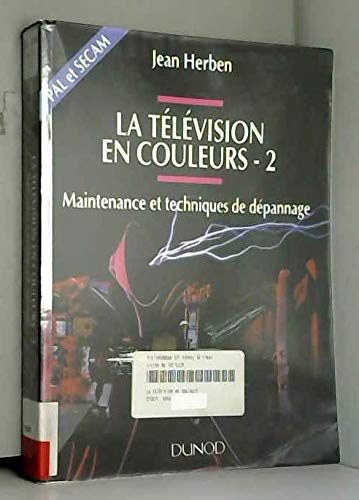 PAL et SECAM
Jean Herben
LA TÉLÉVISION
EN COULEURS - 2
Maintenance et techniques de dépannage
DUNOD